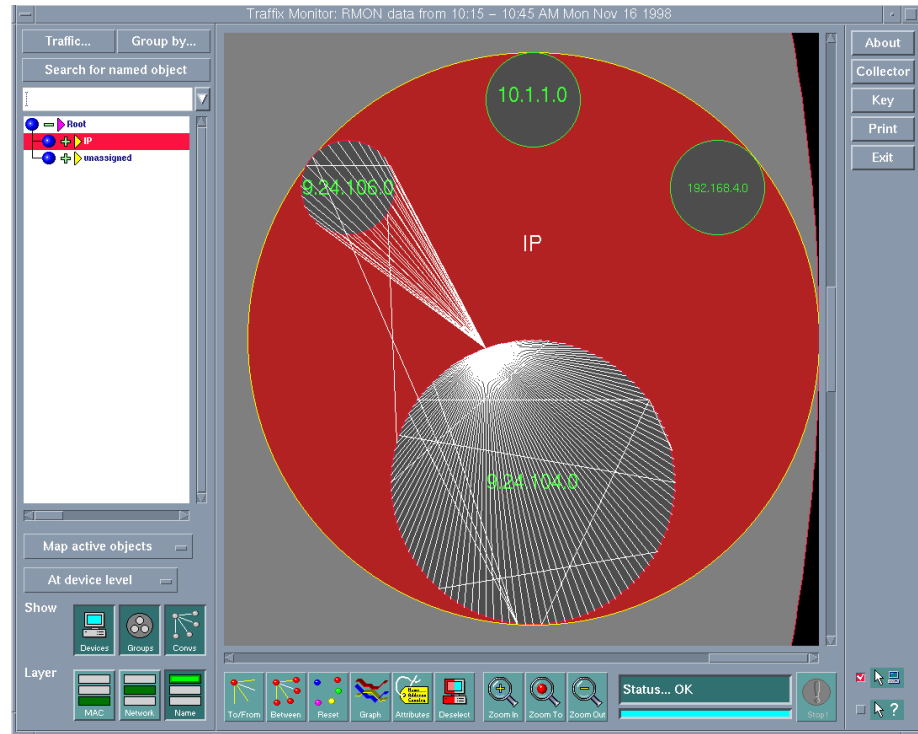 Traffix Monitor: RMON data from 10:15 – 10:45 AM Mon Nov 16 1998
Traffic...
Group by...
Search for named object
Root
IP
unassigned
Map active objects
At device level
Show
Devices
Groups
Convs
Layer
MAC
Network
Name
10.1.1.0
9.24.106.0
192.168.4.0
IP
9.24.104.0
To/From
Between
Reset
Graph
Attributes
Deselect
Zoom In
Zoom To
Zoom Out
Status... OK
Stop!
About
Collector
Key
Print
Exit
?